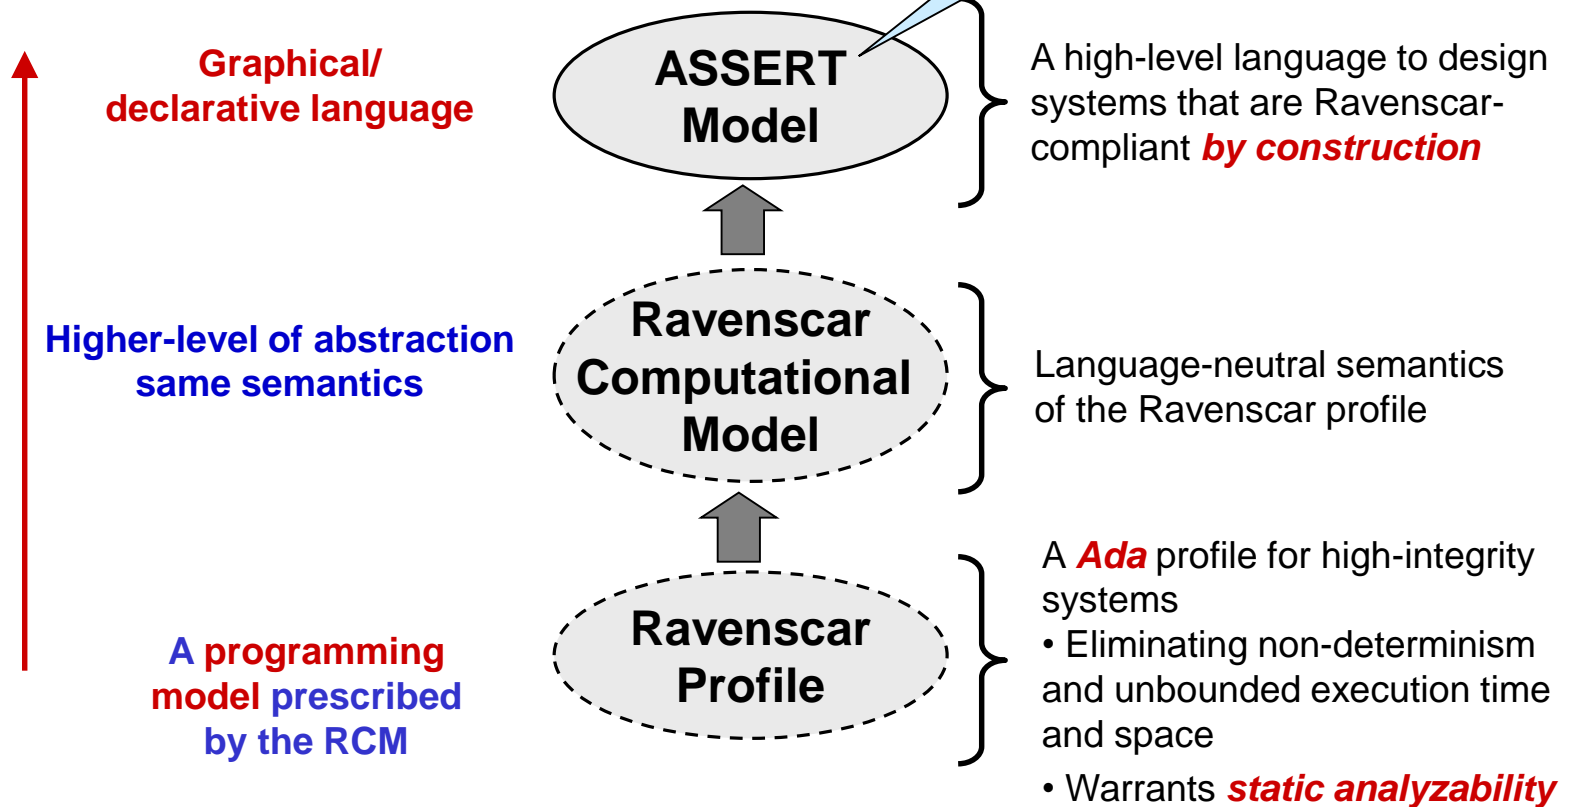 Graphical/
declarative language
ASSERT
Model
A high-level language to design
systems that are Ravenscar-
compliant by construction
Higher-level of abstraction
same semantics
Ravenscar
Computational
Model
Language-neutral semantics
of the Ravenscar profile
A programming
model prescribed
by the RCM
Ravenscar
Profile
A Ada profile for high-integrity
systems
• Eliminating non-determinism
and unbounded execution time
and space
• Warrants static analyzability